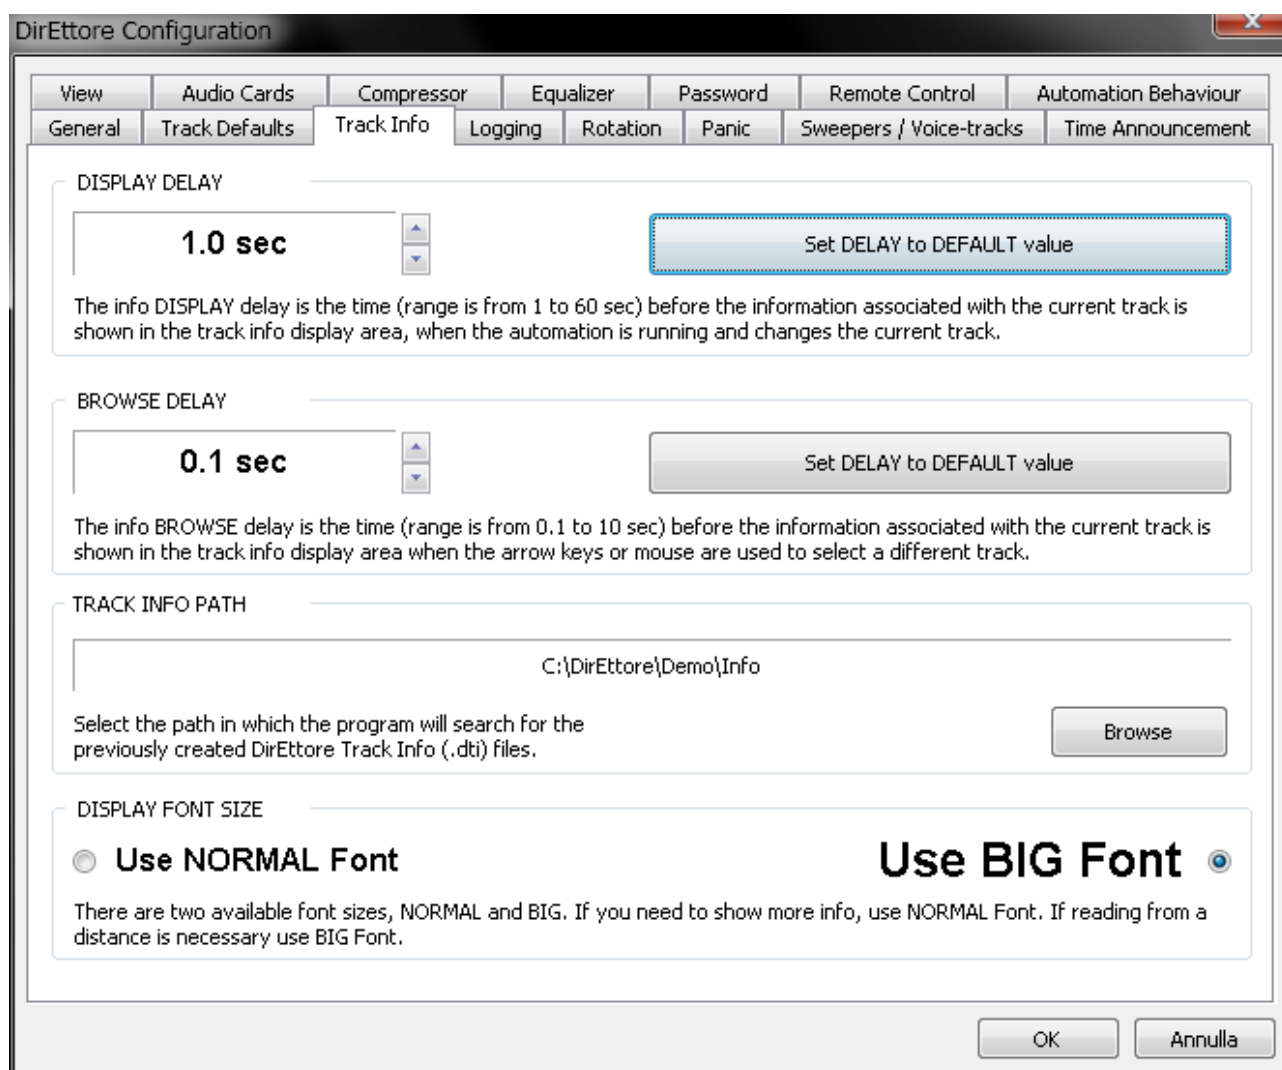 DirEttore Configuration
View
Audio Cards
Compressor
Equalizer
Password
Remote Control
Automation Behaviour
General
Track Defaults
Track Info
Logging
Rotation
Panic
Sweepers / Voice-tracks
Time Announcement
DISPLAY DELAY
1.0 sec
Set DELAY to DEFAULT value
The info DISPLAY delay is the time (range is from 1 to 60 sec) before the information associated with the current track is
shown in the track info display area, when the automation is running and changes the current track.
BROWSE DELAY
0.1 sec
Set DELAY to DEFAULT value
The info BROWSE delay is the time (range is from 0.1 to 10 sec) before the information associated with the current track is
shown in the track info display area when the arrow keys or mouse are used to select a different track.
TRACK INFO PATH
C:\DirEttore\Demo\Info
Select the path in which the program will search for the
previously created DirEttore Track Info (.dti) files.
Browse
DISPLAY FONT SIZE
Use NORMAL Font
Use BIG Font
There are two available font sizes, NORMAL and BIG. If you need to show more info, use NORMAL Font. If reading from a
distance is necessary use BIG Font.
OK
Annulla